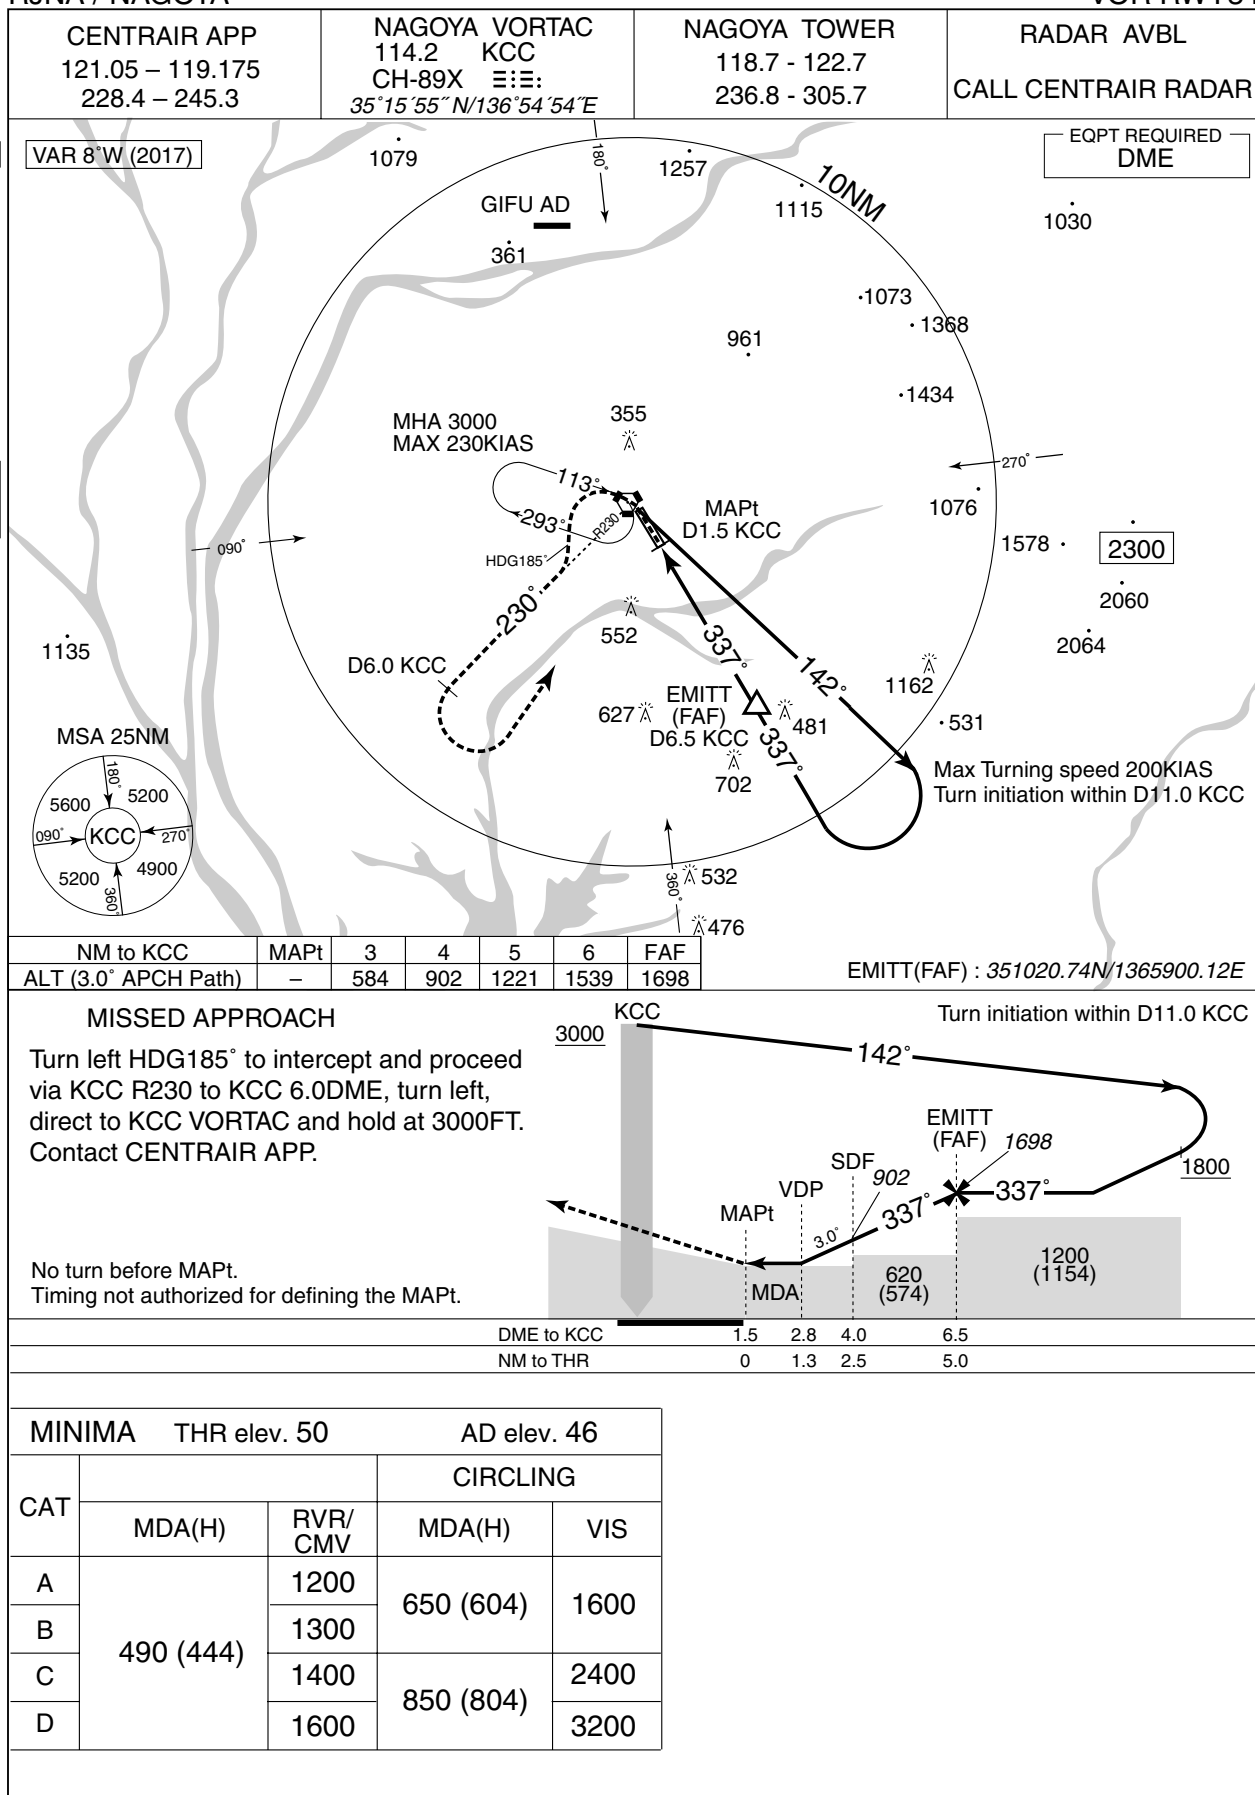 CENTRAIR APP
121.05 – 119.175
228.4 – 245.3
NAGOYA VORTAC
114.2 KCC
CH-89X
35°15′55″N/136°54′54″E
NAGOYA TOWER
118.7 - 122.7
236.8 - 305.7
RADAR AVBL
CALL CENTRAIR RADAR
VAR 8°W (2017)
EQPT REQUIRED
DME
1079
180°
1257
10NM
1115
1030
GIFU AD
361
1073
1368
961
1434
MHA 3000
MAX 230KIAS
355
270°
113°
293°
R230
MAPt
D1.5 KCC
1076
1578
2300
090°
HDG185°
2060
230°
552
337°
142°
2064
1135
D6.0 KCC
1162
EMITT
(FAF)
D6.5 KCC
627
481
531
337°
702
Max Turning speed 200KIAS
Turn initiation within D11.0 KCC
MSA 25NM
180°
5600
5200
090°
KCC
270°
5200
4900
360°
360°
532
476
NM to KCC MAPt 3 4 5 6 FAF
ALT (3.0° APCH Path) – 584 902 1221 1539 1698
EMITT(FAF) : 351020.74N/1365900.12E
MISSED APPROACH
Turn left HDG185° to intercept and proceed
via KCC R230 to KCC 6.0DME, turn left,
direct to KCC VORTAC and hold at 3000FT.
Contact CENTRAIR APP.
No turn before MAPt.
Timing not authorized for defining the MAPt.
KCC
3000
Turn initiation within D11.0 KCC
142°
EMITT
(FAF)
1698
1800
SDF
902
VDP
MAPt
337°
337°
3.0°
MDA
620
(574)
1200
(1154)
DME to KCC 1.5 2.8 4.0 6.5
NM to THR 0 1.3 2.5 5.0
MINIMA THR elev. 50 AD elev. 46
CAT
CIRCLING
MDA(H) RVR/CMV MDA(H) VIS
A 490 (444) 1200 650 (604) 1600
B 1300
C 1400 850 (804) 2400
D 1600 3200